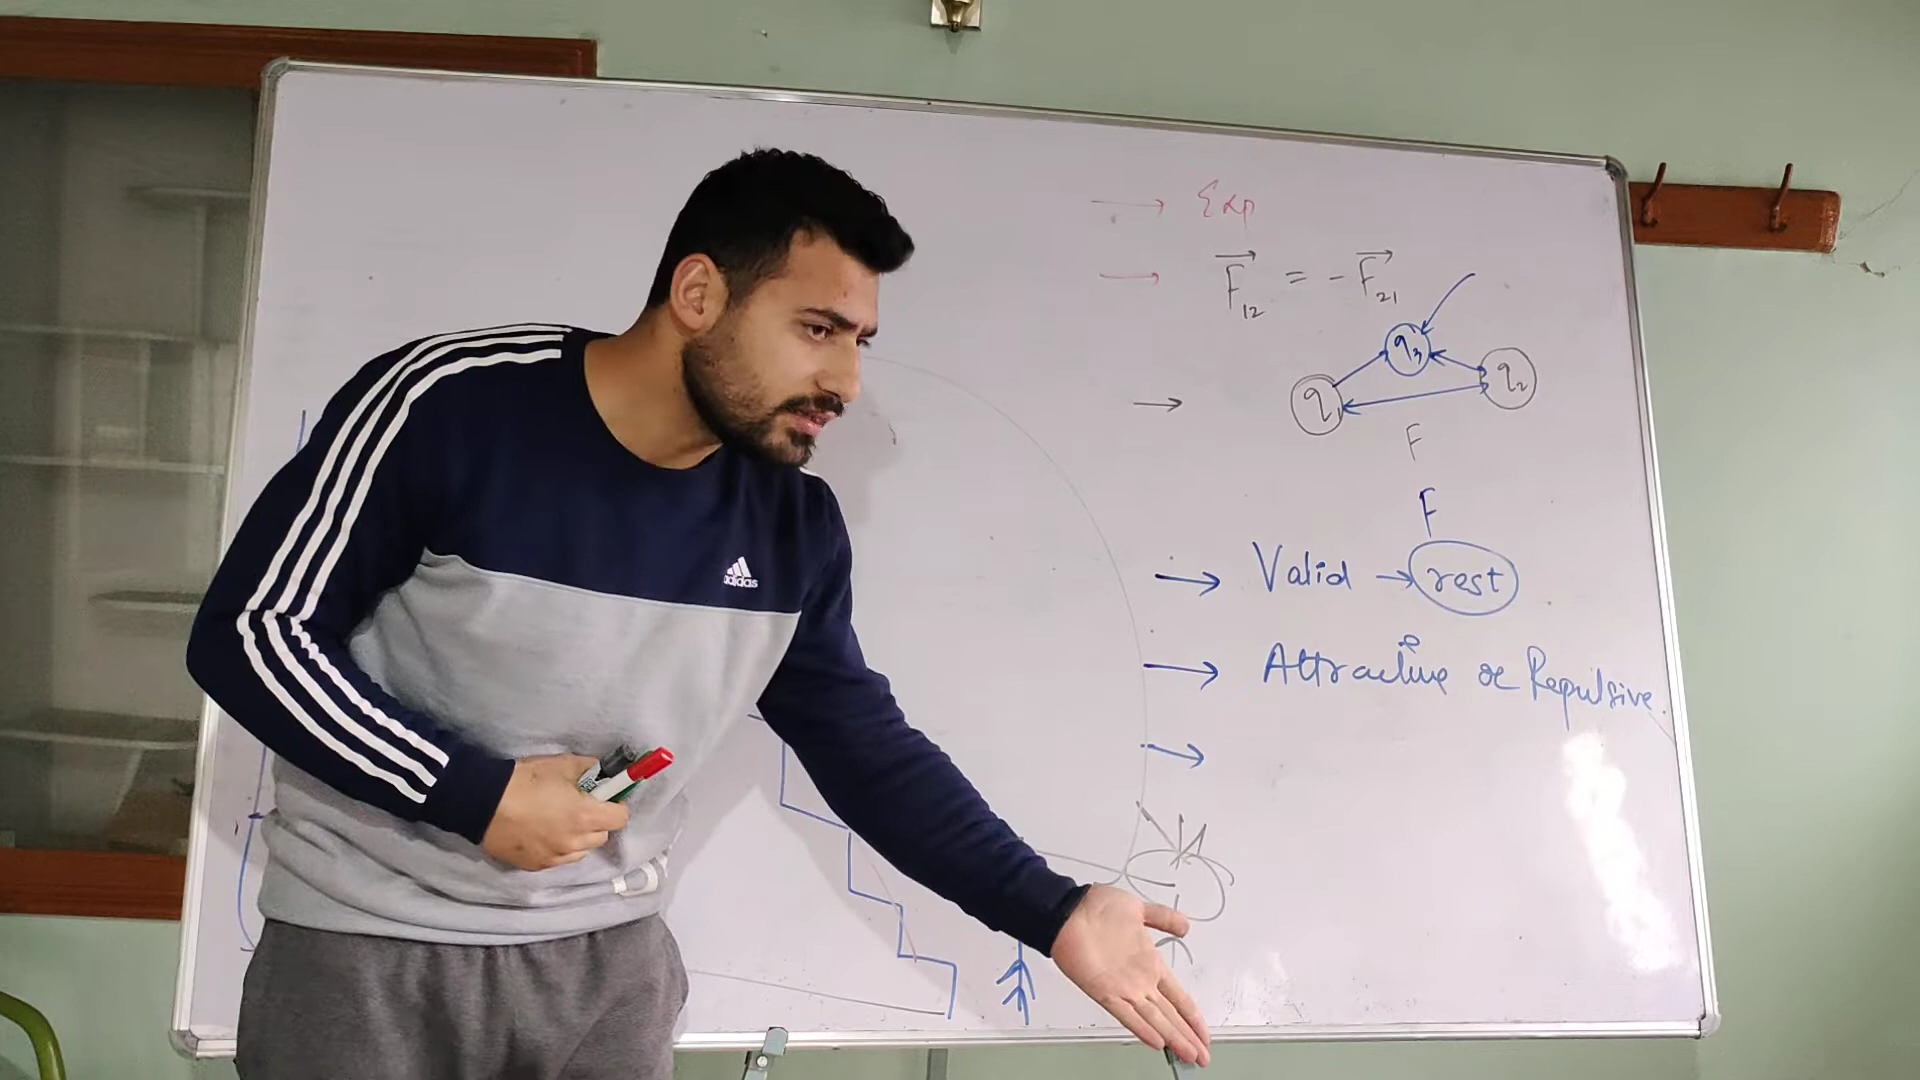 → Exp
→ F₁₂ = -F₂₁
→ q₁ q₃ q₂
F
F
→ Valid → rest
→ Attractive or Repulsive.
→
adidas